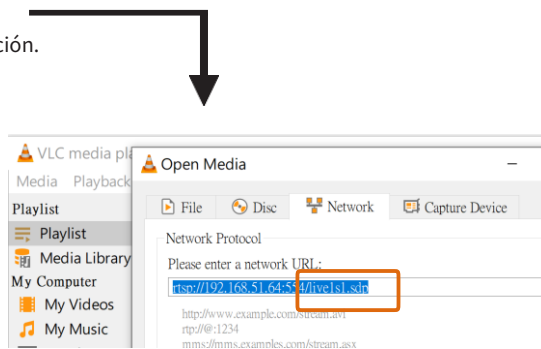 ción.
VLC media pla
Open Media
Media Playback
File Disc Network Capture Device
Playlist
Playlist
Network Protocol
Media Library
Please enter a network URL:
My Computer
rtsp://192.168.51.64:554/live1s1.sdp
My Videos
http://www.example.com/stream.avi
rtp://@:1234
My Music
mms://mms.examples.com/stream.asx